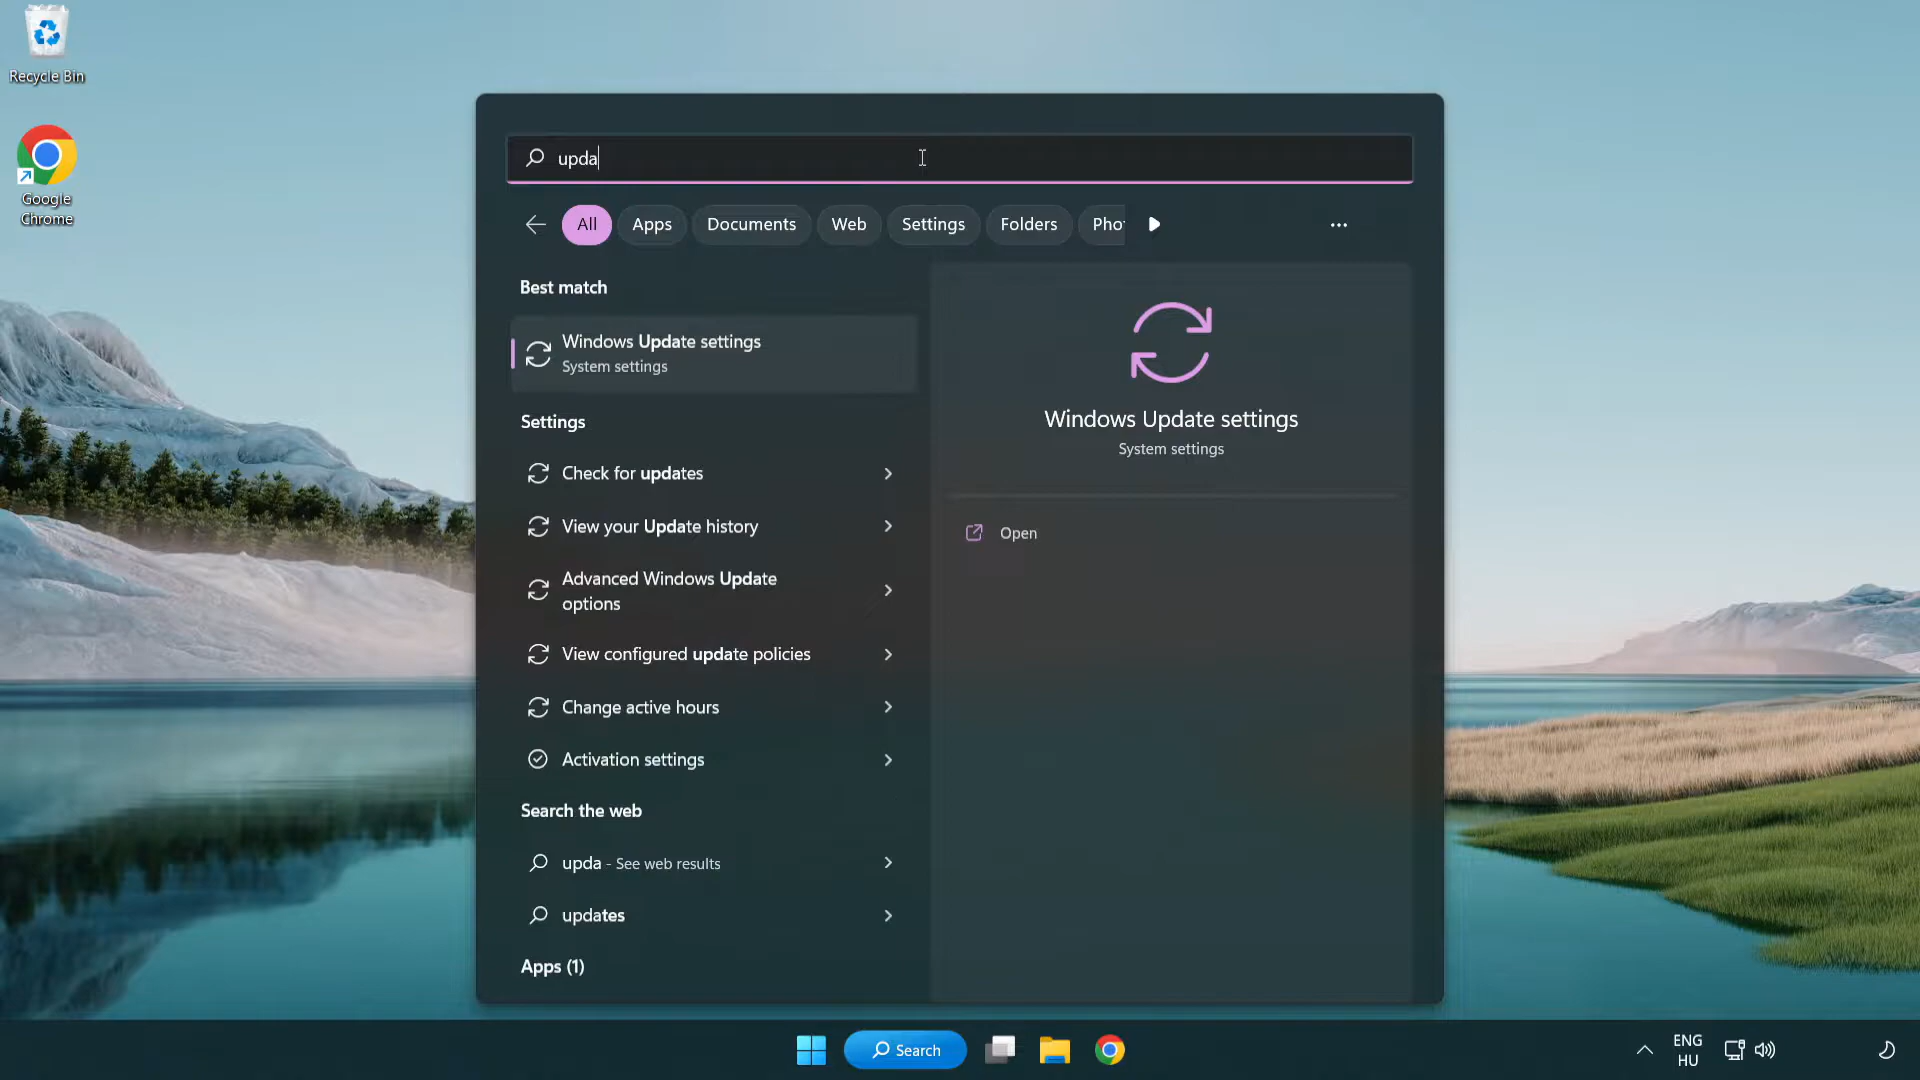 Recycle Bin
Google
Chrome
upda
All
Apps
Documents
Web
Settings
Folders
Pho
Best match
Windows Update settings
System settings
Settings
Check for updates
View your Update history
Advanced Windows Update
options
View configured update policies
Change active hours
Activation settings
Search the web
upda - See web results
updates
Apps (1)
Windows Update settings
System settings
Open
Search
ENG
HU